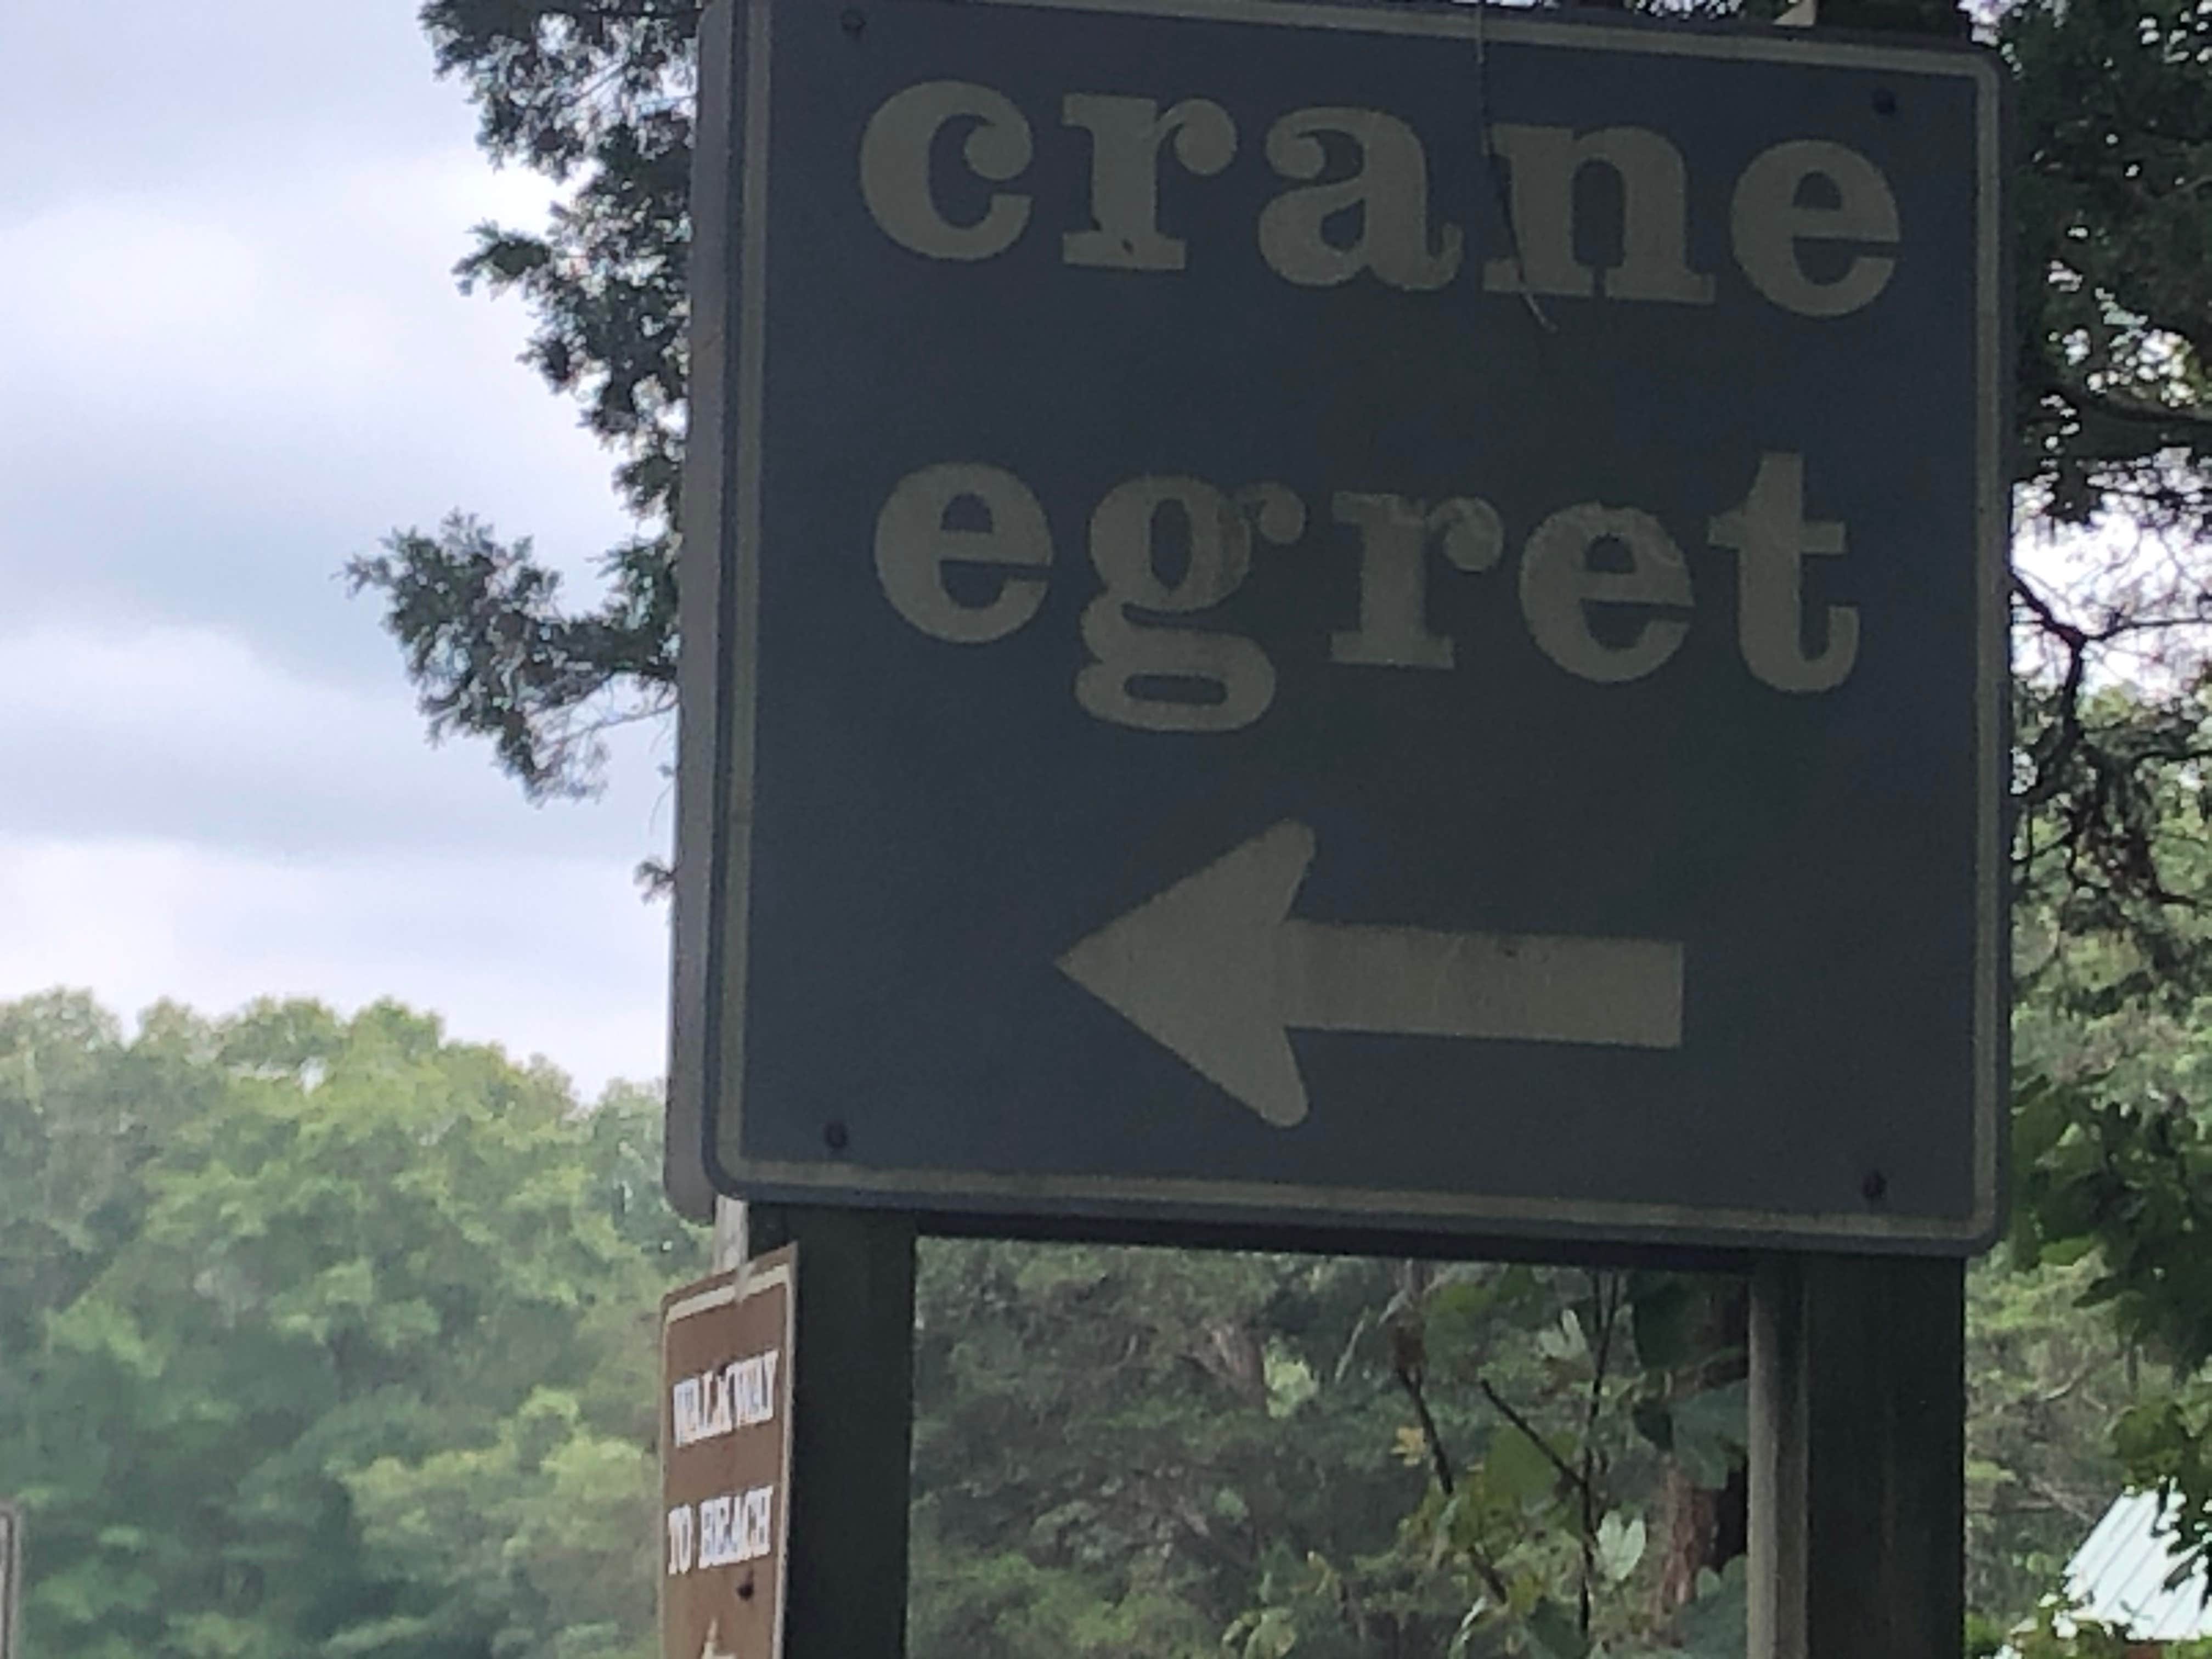 crane
egret
WALKWAY
TO BEACH